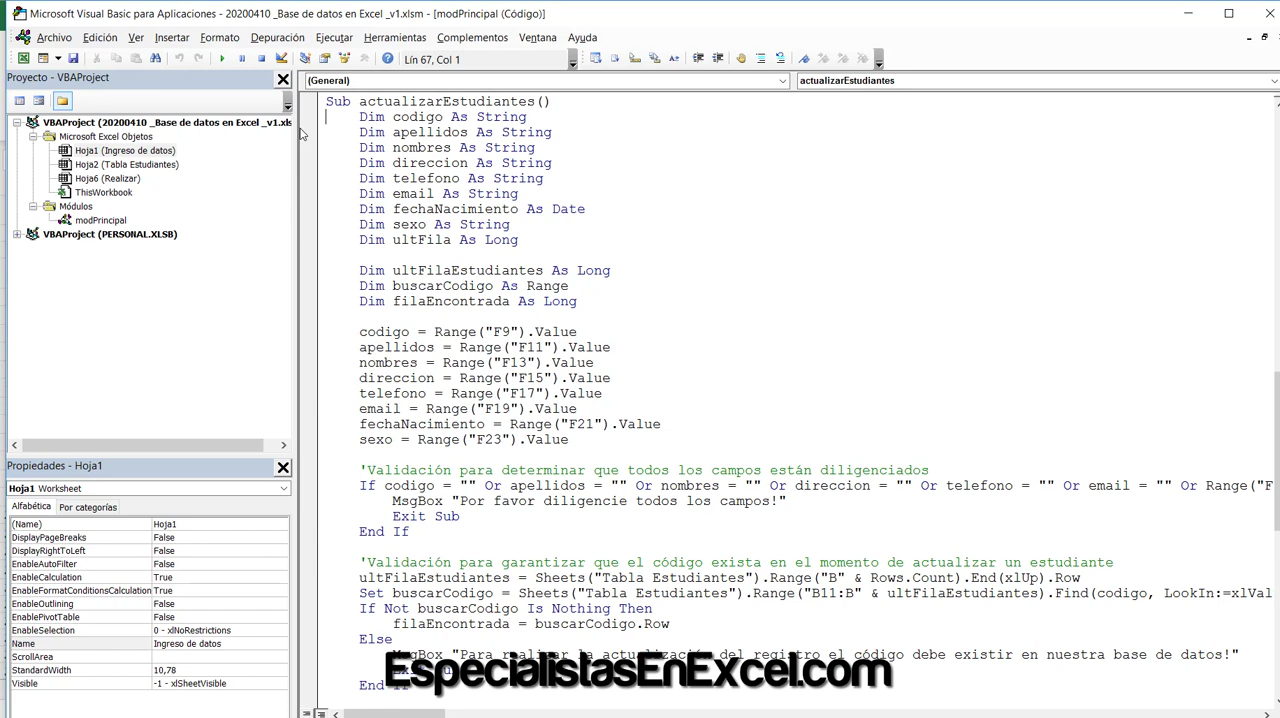 Microsoft Visual Basic para Aplicaciones - 20200410 _Base de datos en Excel _v1.xlsm - [modPrincipal (Código)]
Archivo Edición Ver Insertar Formato Depuración Ejecutar Herramientas Complementos Ventana Ayuda
Lín 67, Col 1
Proyecto - VBAProject
VBAProject (20200410 _Base de datos en Excel _v1.xls
Microsoft Excel Objetos
Hoja1 (Ingreso de datos)
Hoja2 (Tabla Estudiantes)
Hoja6 (Realizar)
ThisWorkbook
Módulos
modPrincipal
VBAProject (PERSONAL.XLSB)
Propiedades - Hoja1
Hoja1 Worksheet
Alfabética Por categorías
(Name) Hoja1
DisplayPageBreaks False
DisplayRightToLeft False
EnableAutoFilter False
EnableCalculation True
EnableFormatConditionsCalculation True
EnableOutlining False
EnablePivotTable False
EnableSelection 0 - xlNoRestrictions
Name Ingreso de datos
ScrollArea
StandardWidth 10,78
Visible -1 - xlSheetVisible
(General) actualizarEstudiantes
Sub actualizarEstudiantes()
Dim codigo As String
Dim apellidos As String
Dim nombres As String
Dim direccion As String
Dim telefono As String
Dim email As String
Dim fechaNacimiento As Date
Dim sexo As String
Dim ultFila As Long
Dim ultFilaEstudiantes As Long
Dim buscarCodigo As Range
Dim filaEncontrada As Long
codigo = Range("F9").Value
apellidos = Range("F11").Value
nombres = Range("F13").Value
direccion = Range("F15").Value
telefono = Range("F17").Value
email = Range("F19").Value
fechaNacimiento = Range("F21").Value
sexo = Range("F23").Value
'Validación para determinar que todos los campos están diligenciados
If codigo = "" Or apellidos = "" Or nombres = "" Or direccion = "" Or telefono = "" Or email = "" Or Range("F
MsgBox "Por favor diligencie todos los campos!"
Exit Sub
End If
'Validación para garantizar que el código exista en el momento de actualizar un estudiante
ultFilaEstudiantes = Sheets("Tabla Estudiantes").Range("B" & Rows.Count).End(xlUp).Row
Set buscarCodigo = Sheets("Tabla Estudiantes").Range("B11:B" & ultFilaEstudiantes).Find(codigo, LookIn:=xlVal
If Not buscarCodigo Is Nothing Then
filaEncontrada = buscarCodigo.Row
Else
MsgBox "Para realizar la actualización del registro el código debe existir en nuestra base de datos!"
Exit Sub
End If
EspecialistasEnExcel.com